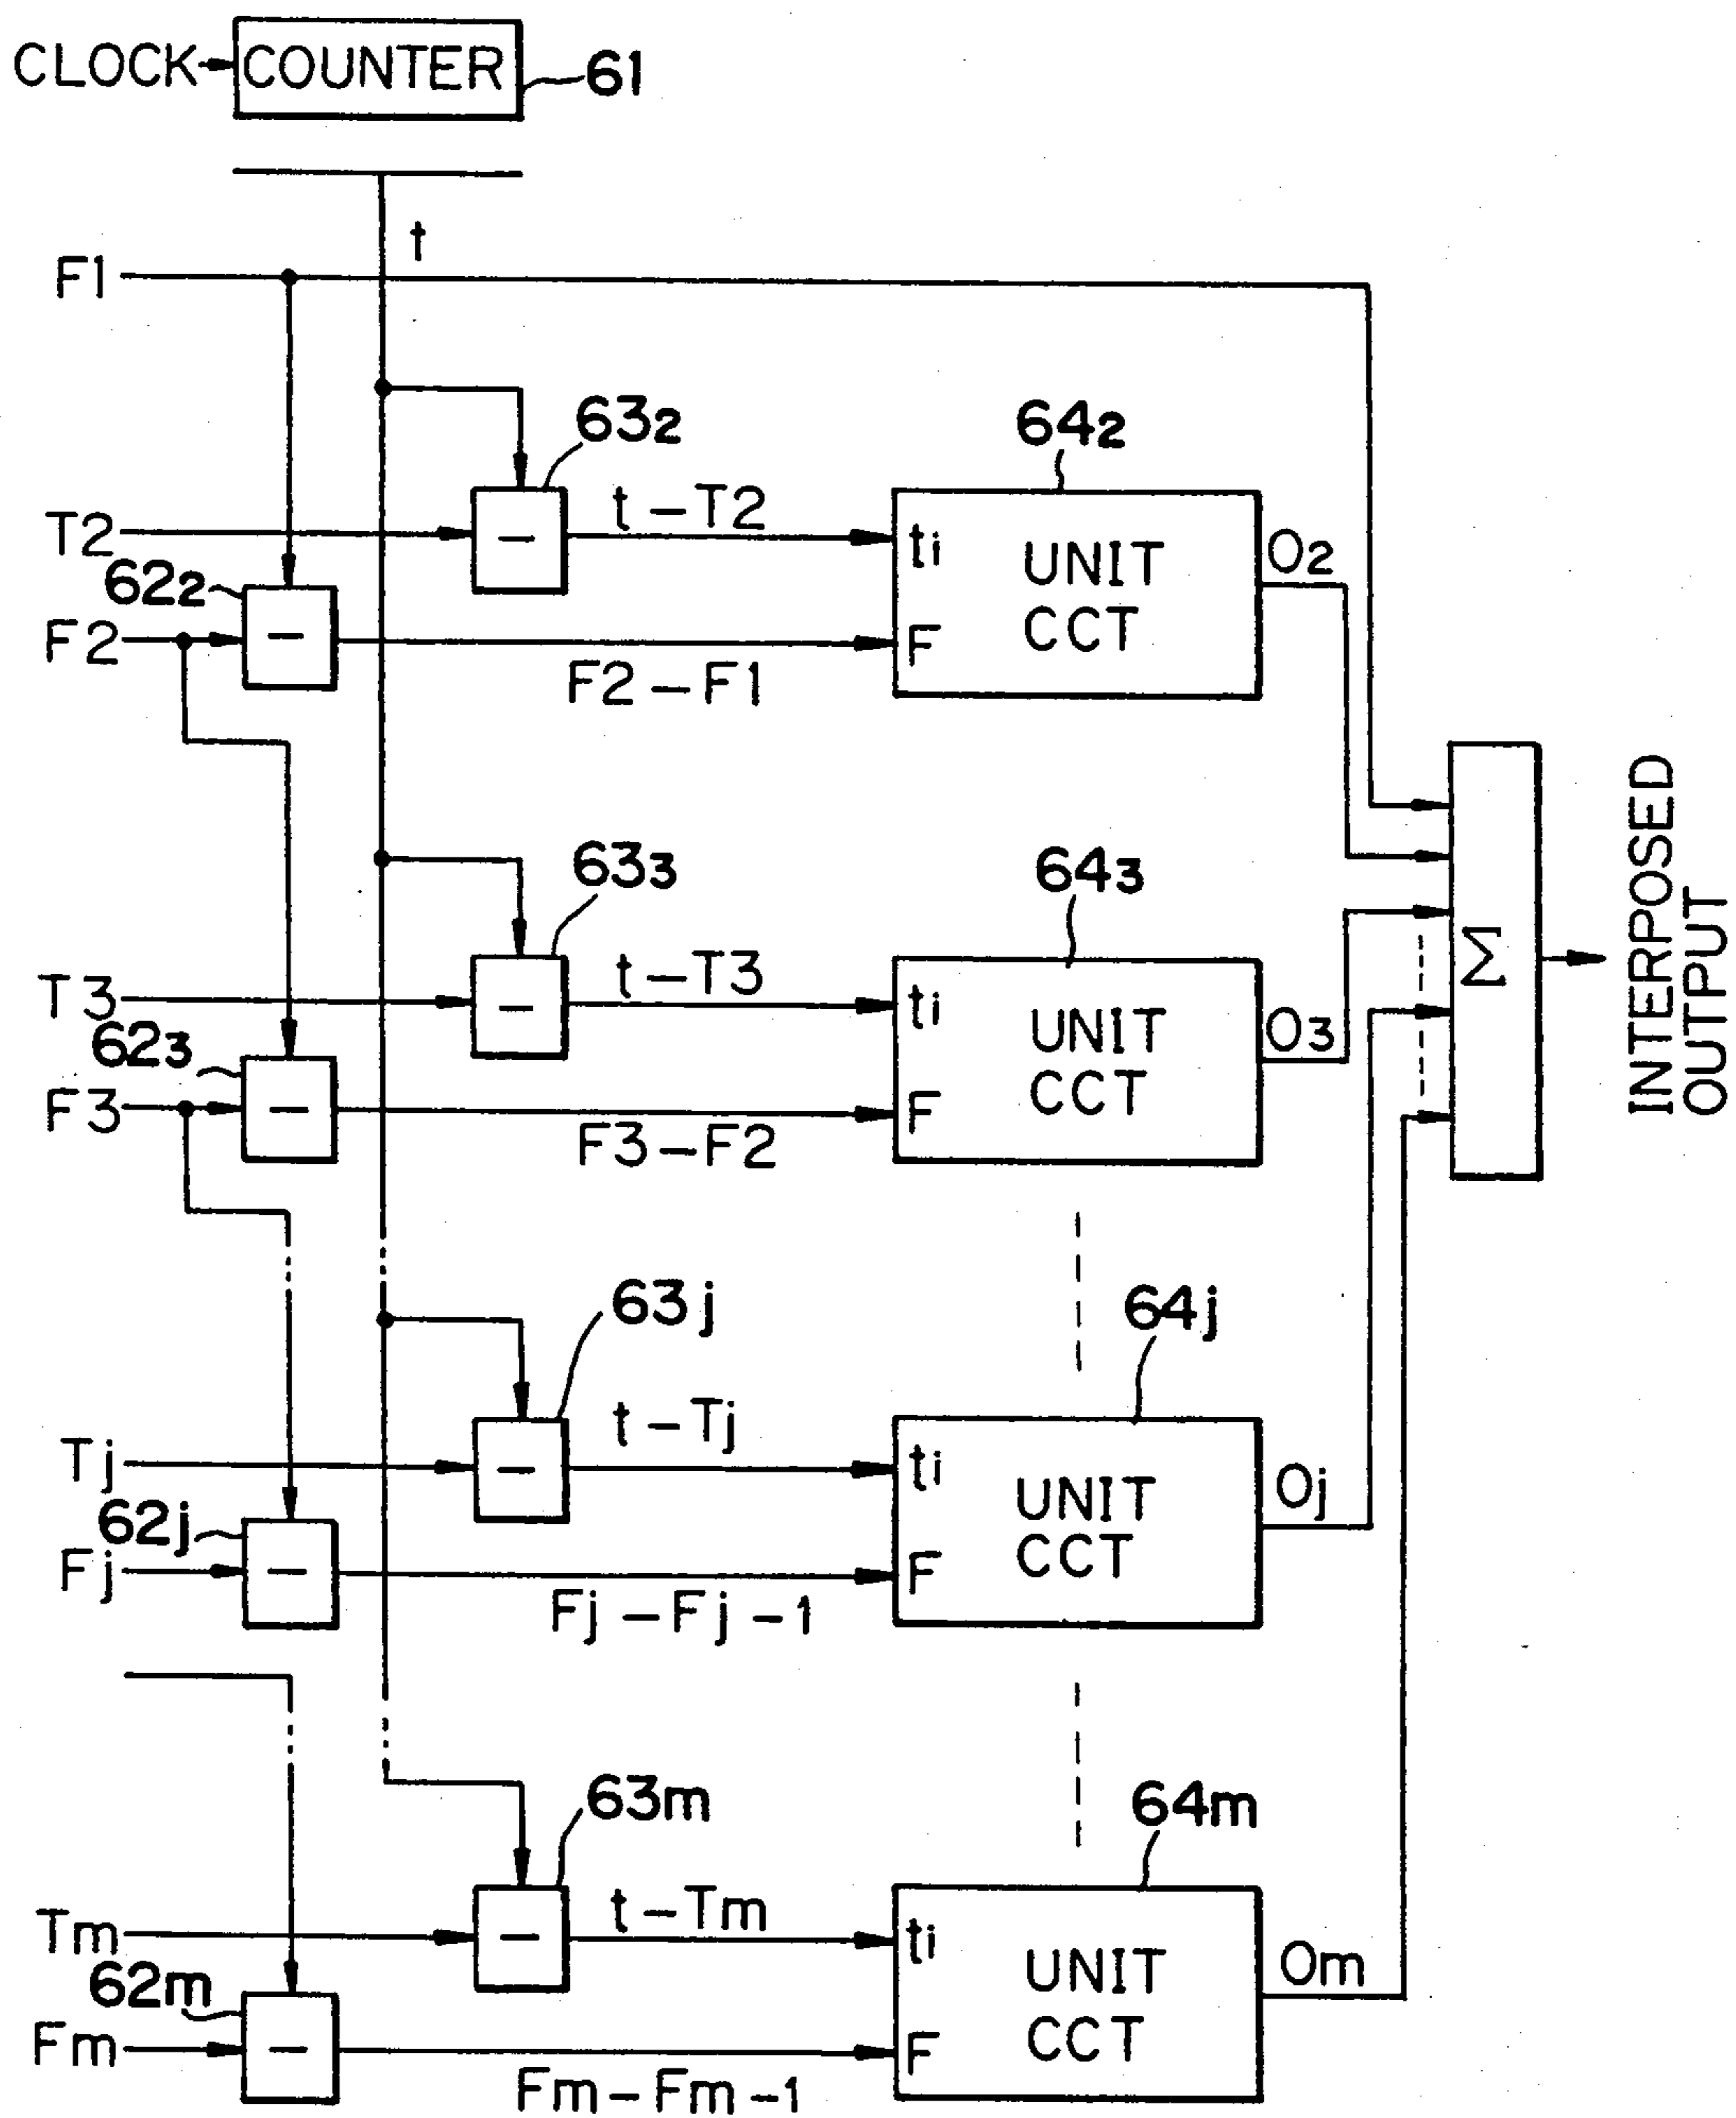 CLOCK COUNTER 61
t
F1
63₂ 64₂
T2 − t−T2 ti UNIT CCT O₂
62₂
F2 − F2−F1 F
63₃ 64₃
T3 − t−T3 ti UNIT CCT O₃
62₃
F3 − F3−F2 F
Σ INTERPOSED OUTPUT
63j 64j
Tj − t−Tj ti UNIT CCT Oj
62j
Fj − Fj−Fj−1 F
63m 64m
Tm − t−Tm ti UNIT CCT Om
62m
Fm − Fm−Fm−1 F